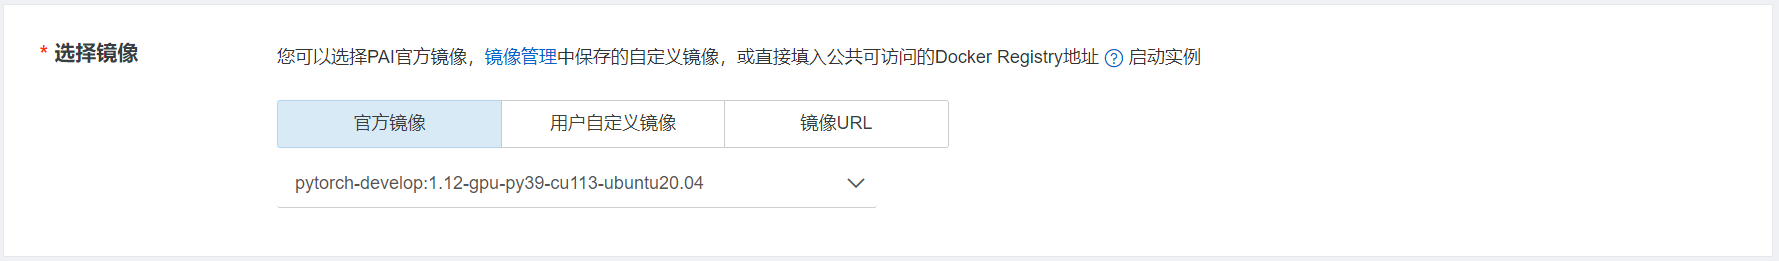 * 选择镜像
您可以选择PAI官方镜像，镜像管理中保存的自定义镜像，或直接填入公共可访问的Docker Registry地址 ? 启动实例
官方镜像
用户自定义镜像
镜像URL
pytorch-develop:1.12-gpu-py39-cu113-ubuntu20.04